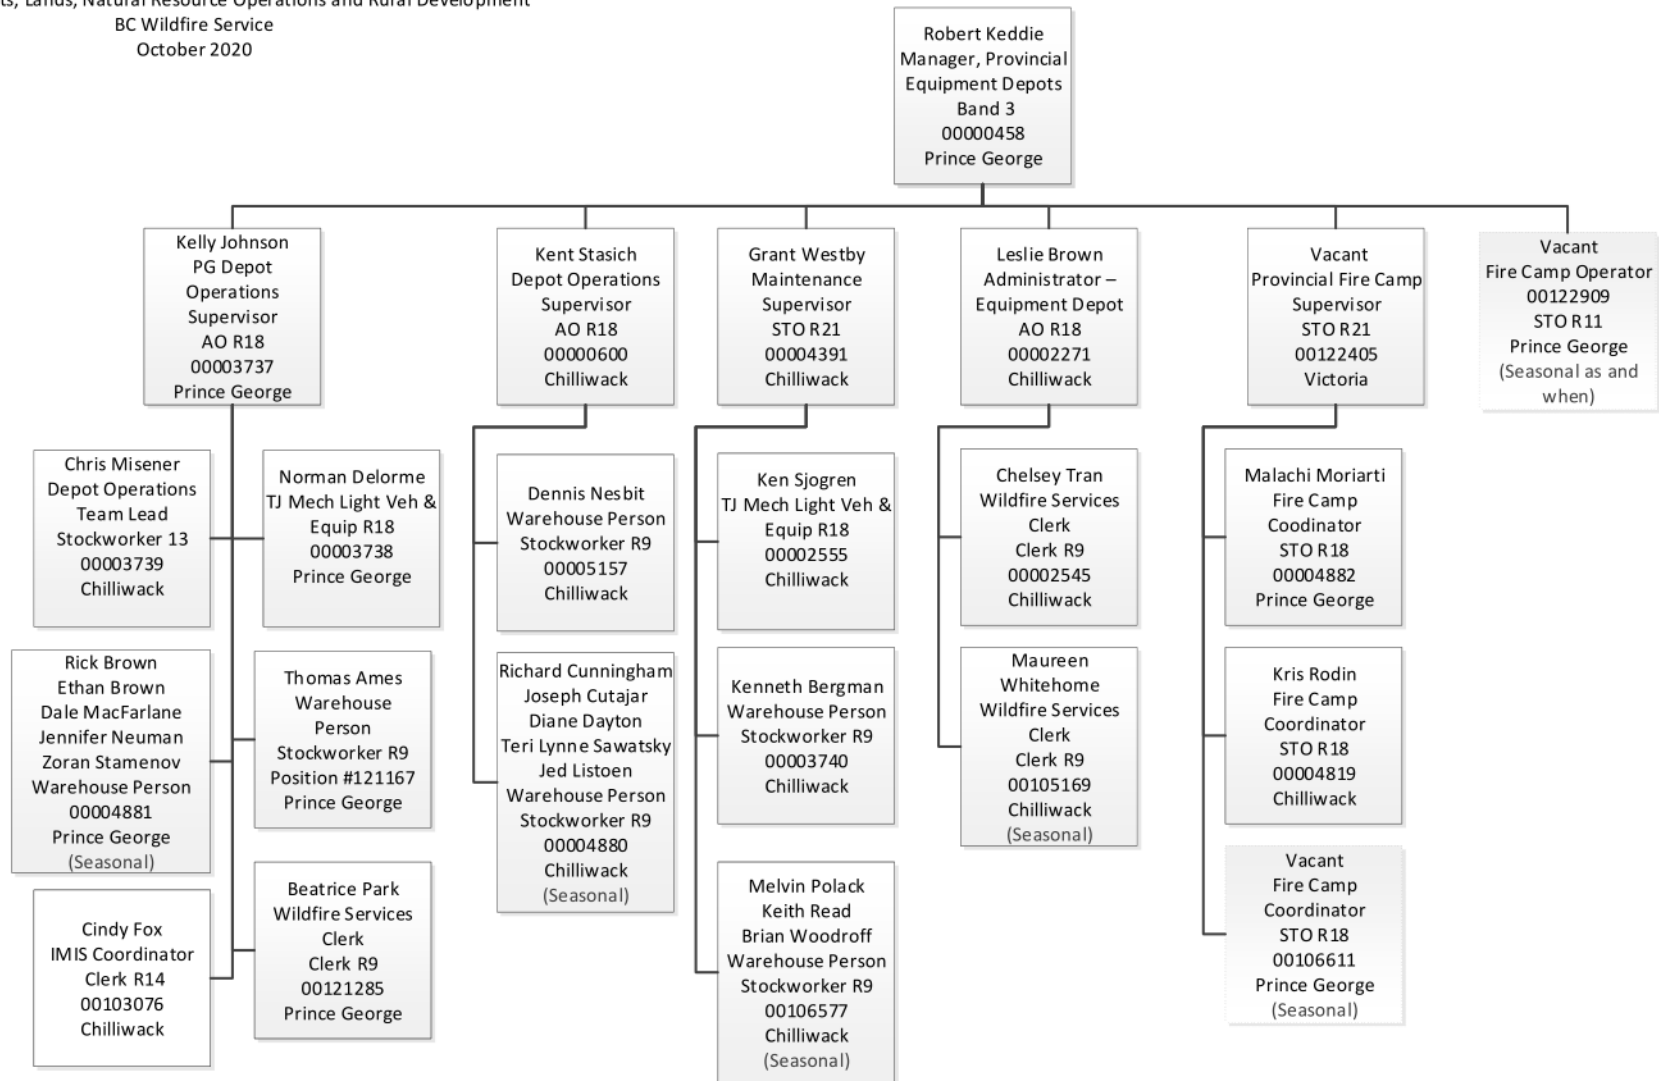 Lands, Natural Resource Operations and Rural Development
BC Wildfire Service
October 2020
Robert Keddie
Manager, Provincial
Equipment Depots
Band 3
00000458
Prince George
Kelly Johnson
PG Depot
Operations
Supervisor
AO R18
00003737
Prince George
Kent Stasich
Depot Operations
Supervisor
AO R18
00000600
Chilliwack
Grant Westby
Maintenance
Supervisor
STO R21
00004391
Chilliwack
Leslie Brown
Administrator –
Equipment Depot
AO R18
00002271
Chilliwack
Vacant
Provincial Fire Camp
Supervisor
STO R21
00122405
Victoria
Vacant
Fire Camp Operator
00122909
STO R11
Prince George
(Seasonal as and
when)
Chris Misener
Depot Operations
Team Lead
Stockworker 13
00003739
Chilliwack
Norman Delorme
TJ Mech Light Veh &
Equip R18
00003738
Prince George
Rick Brown
Ethan Brown
Dale MacFarlane
Jennifer Neuman
Zoran Stamenov
Warehouse Person
00004881
Prince George
(Seasonal)
Thomas Ames
Warehouse
Person
Stockworker R9
Position #121167
Prince George
Cindy Fox
IMIS Coordinator
Clerk R14
00103076
Chilliwack
Beatrice Park
Wildfire Services
Clerk
Clerk R9
00121285
Prince George
Dennis Nesbit
Warehouse Person
Stockworker R9
00005157
Chilliwack
Richard Cunningham
Joseph Cutajar
Diane Dayton
Teri Lynne Sawatsky
Jed Listoen
Warehouse Person
Stockworker R9
00004880
Chilliwack
(Seasonal)
Ken Sjogren
TJ Mech Light Veh &
Equip R18
00002555
Chilliwack
Kenneth Bergman
Warehouse Person
Stockworker R9
00003740
Chilliwack
Melvin Polack
Keith Read
Brian Woodroff
Warehouse Person
Stockworker R9
00106577
Chilliwack
(Seasonal)
Chelsey Tran
Wildfire Services
Clerk
Clerk R9
00002545
Chilliwack
Maureen
Whitehome
Wildfire Services
Clerk
Clerk R9
00105169
Chilliwack
(Seasonal)
Malachi Moriarti
Fire Camp
Coodinator
STO R18
00004882
Prince George
Kris Rodin
Fire Camp
Coordinator
STO R18
00004819
Chilliwack
Vacant
Fire Camp
Coordinator
STO R18
00106611
Prince George
(Seasonal)